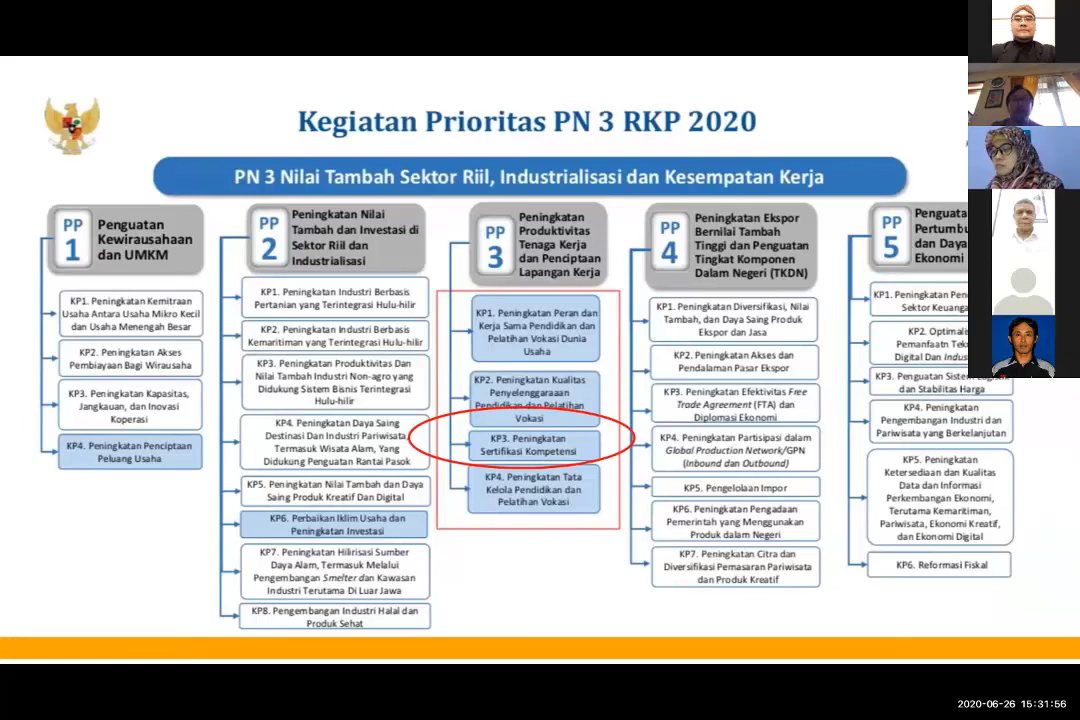 Kegiatan Prioritas PN 3 RKP 2020
PN 3 Nilai Tambah Sektor Riil, Industrialisasi dan Kesempatan Kerja
PP
1
Penguatan
Kewirausahaan
dan UMKM
KP1. Peningkatan Kemitraan
Usaha Antara Usaha Mikro Kecil
dan Usaha Menengah Besar
KP2. Peningkatan Akses
Pembiayaan Bagi Wirausaha
KP3. Peningkatan Kapasitas,
Jangkauan, dan Inovasi
Koperasi
KP4. Peningkatan Penciptaan
Peluang Usaha
PP
2
Peningkatan Nilai
Tambah dan Investasi di
Sektor Riil dan
Industrialisasi
KP1. Peningkatan Industri Berbasis
Pertanian yang Terintegrasi Hulu-hilir
KP2. Peningkatan Industri Berbasis
Kemaritiman yang Terintegrasi Hulu-hilir
KP3. Peningkatan Produktivitas Dan
Nilai Tambah Industri Non-agro yang
Didukung Sistem Bisnis Terintegrasi
Hulu-hilir
KP4. Peningkatan Daya Saing
Destinasi Dan Industri Pariwisata,
Termasuk Wisata Alam, Yang
Didukung Penguatan Rantai Pasok
KP5. Peningkatan Nilai Tambah dan Daya
Saing Produk Kreatif Dan Digital
KP6. Perbaikan Iklim Usaha dan
Peningkatan Investasi
KP7. Peningkatan Hilirisasi Sumber
Daya Alam, Termasuk Melalui
Pengembangan Smelter dan Kawasan
Industri Terutama Di Luar Jawa
KP8. Pengembangan Industri Halal dan
Produk Sehat
PP
3
Peningkatan
Produktivitas
Tenaga Kerja
dan Penciptaan
Lapangan Kerja
KP1. Peningkatan Peran dan
Kerja Sama Pendidikan dan
Pelatihan Vokasi Dunia
Usaha
KP2. Peningkatan Kualitas
Penyelenggaraaan
Pendidikan dan Pelatihan
Vokasi
KP3. Peningkatan
Sertifikasi Kompetensi
KP4. Peningkatan Tata
Kelola Pendidikan dan
Pelatihan Vokasi
PP
4
Peningkatan Ekspor
Bernilai Tambah
Tinggi dan Penguatan
Tingkat Komponen
Dalam Negeri (TKDN)
KP1. Peningkatan Diversifikasi, Nilai
Tambah, dan Daya Saing Produk
Ekspor dan Jasa
KP2. Peningkatan Akses dan
Pendalaman Pasar Ekspor
KP3. Peningkatan Efektivitas Free
Trade Agreement (FTA) dan
Diplomasi Ekonomi
KP4. Peningkatan Partisipasi dalam
Global Production Network/GPN
(Inbound dan Outbound)
KP5. Pengelolaan Impor
KP6. Peningkatan Pengadaan
Pemerintah yang Menggunakan
Produk dalam Negeri
KP7. Peningkatan Citra dan
Diversifikasi Pemasaran Pariwisata
dan Produk Kreatif
PP
5
Penguata
Pertumbu
dan Daya
Ekonomi
KP1. Peningkatan Pen
Sektor Keuanga
KP2. Optimalis
Pemanfaatn Tek
Digital Dan Indus
KP3. Penguatan Sistem
dan Stabilitas Harga
KP4. Peningkatan
Pengembangan Industri dan
Pariwisata yang Berkelanjutan
KP5. Peningkatan
Ketersediaan dan Kualitas
Data dan Informasi
Perkembangan Ekonomi,
Terutama Kemaritiman,
Pariwisata, Ekonomi Kreatif,
dan Ekonomi Digital
KP6. Reformasi Fiskal
2020-06-26 15:31:56